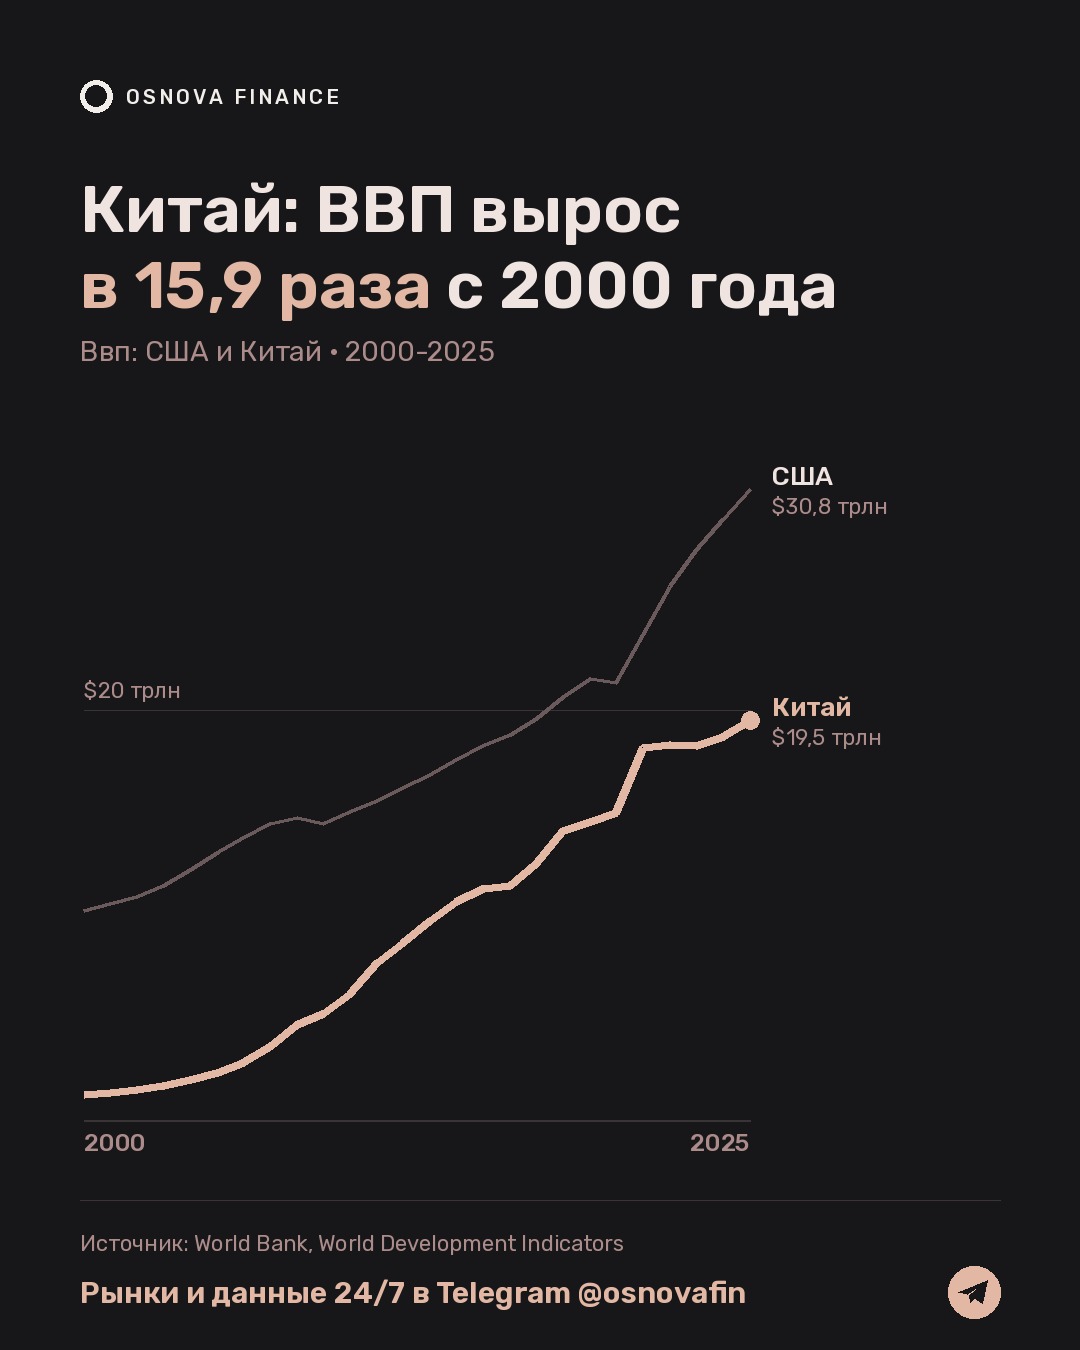 OSNOVA FINANCE
Китай: ВВП вырос
в 15,9 раза с 2000 года
Ввп: США и Китай • 2000–2025
США
$30,8 трлн
$20 трлн
Китай
$19,5 трлн
2000
2025
Источник: World Bank, World Development Indicators
Рынки и данные 24/7 в Telegram @osnovafin